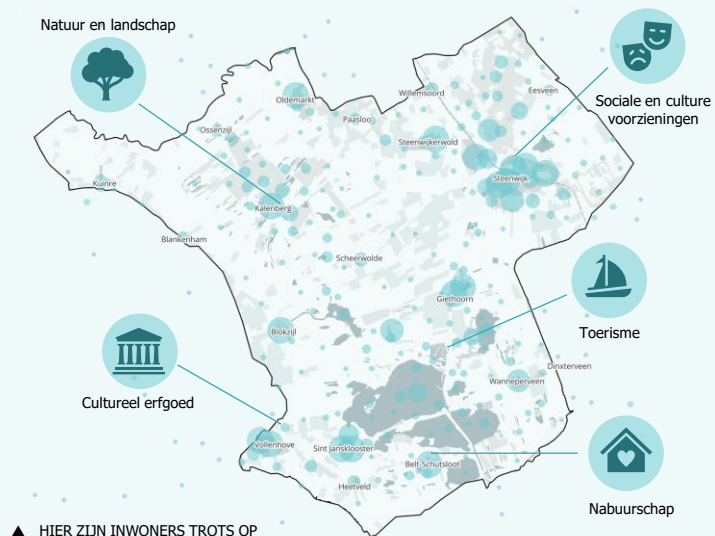 Natuur en landschap
Sociale en culture
voorzieningen
Oldemarkt
Willemsoord
Eesveen
Paasloo
Ossenzijl
Steenwijkerwold
Steenwijk
Kuinre
Kalenberg
Blankenham
Scheerwolde
Giethoorn
Toerisme
Blokzijl
Dinxterveen
Wanneperveen
Cultureel erfgoed
Vollenhove
Sint Jansklooster
Belt-Schutsloot
Heetveld
Nabuurschap
▲ HIER ZIJN INWONERS TROTS OP